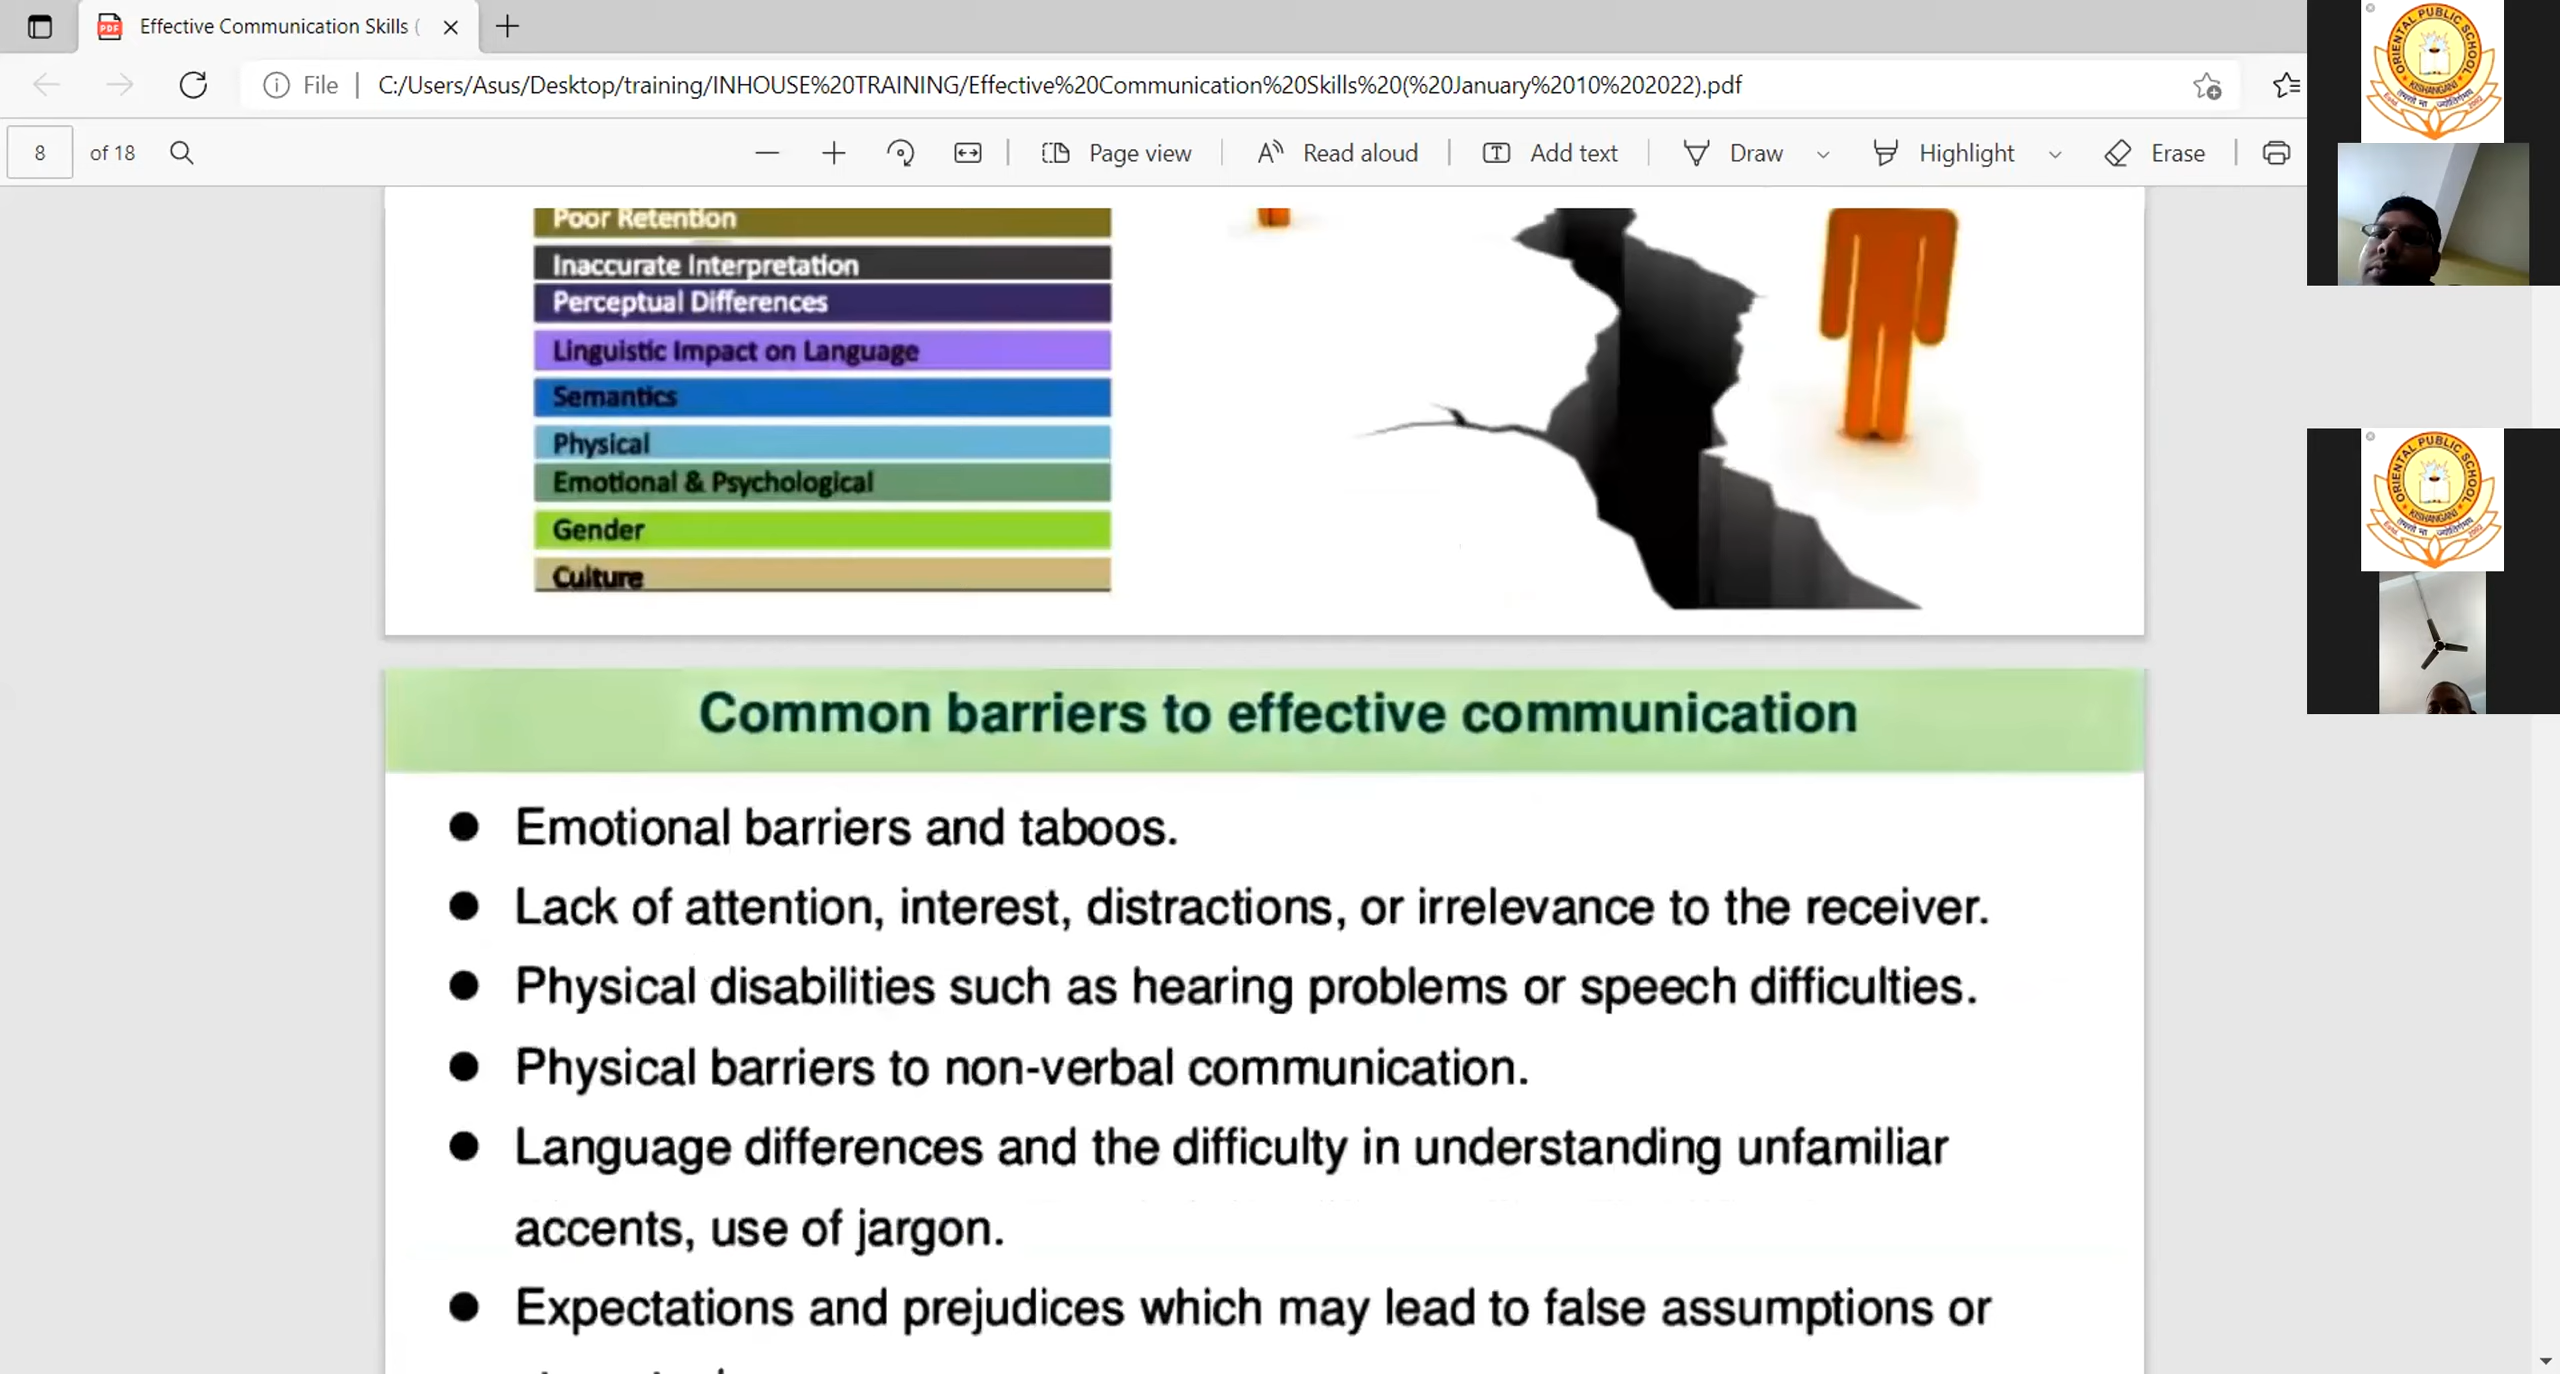 Effective Communication Skills (
File
C:/Users/Asus/Desktop/training/INHOUSE%20TRAINING/Effective%20Communication%20Skills%20(%20January%2010%202022).pdf
8 of 18
Page view
Read aloud
Add text
Draw
Highlight
Erase
ORIENTAL PUBLIC SCHOOL
KISHANGANJ
Poor Retention
Inaccurate Interpretation
Perceptual Differences
Linguistic Impact on Language
Semantics
Physical
Emotional & Psychological
Gender
Culture
ORIENTAL PUBLIC SCHOOL
KISHANGANJ
Common barriers to effective communication
● Emotional barriers and taboos.
● Lack of attention, interest, distractions, or irrelevance to the receiver.
● Physical disabilities such as hearing problems or speech difficulties.
● Physical barriers to non-verbal communication.
● Language differences and the difficulty in understanding unfamiliar
accents, use of jargon.
● Expectations and prejudices which may lead to false assumptions or